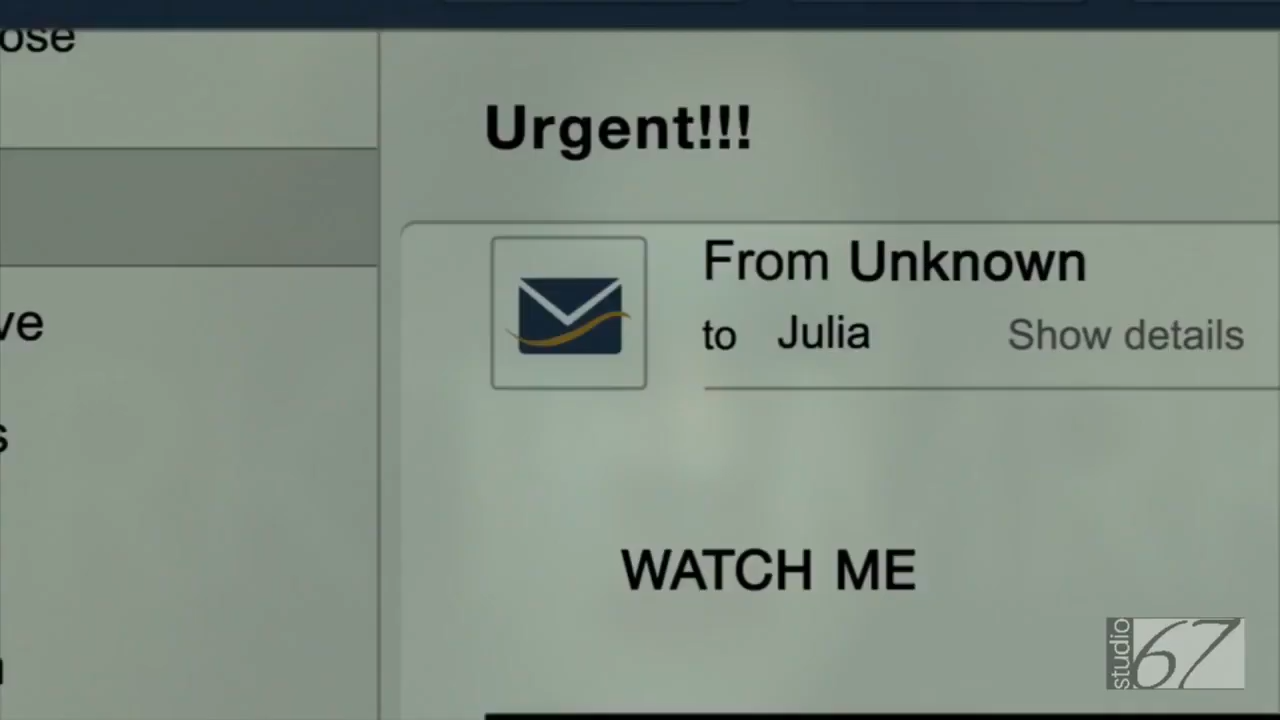 ose
Urgent!!!
From Unknown
to Julia Show details
ve
s
WATCH ME
studio 67